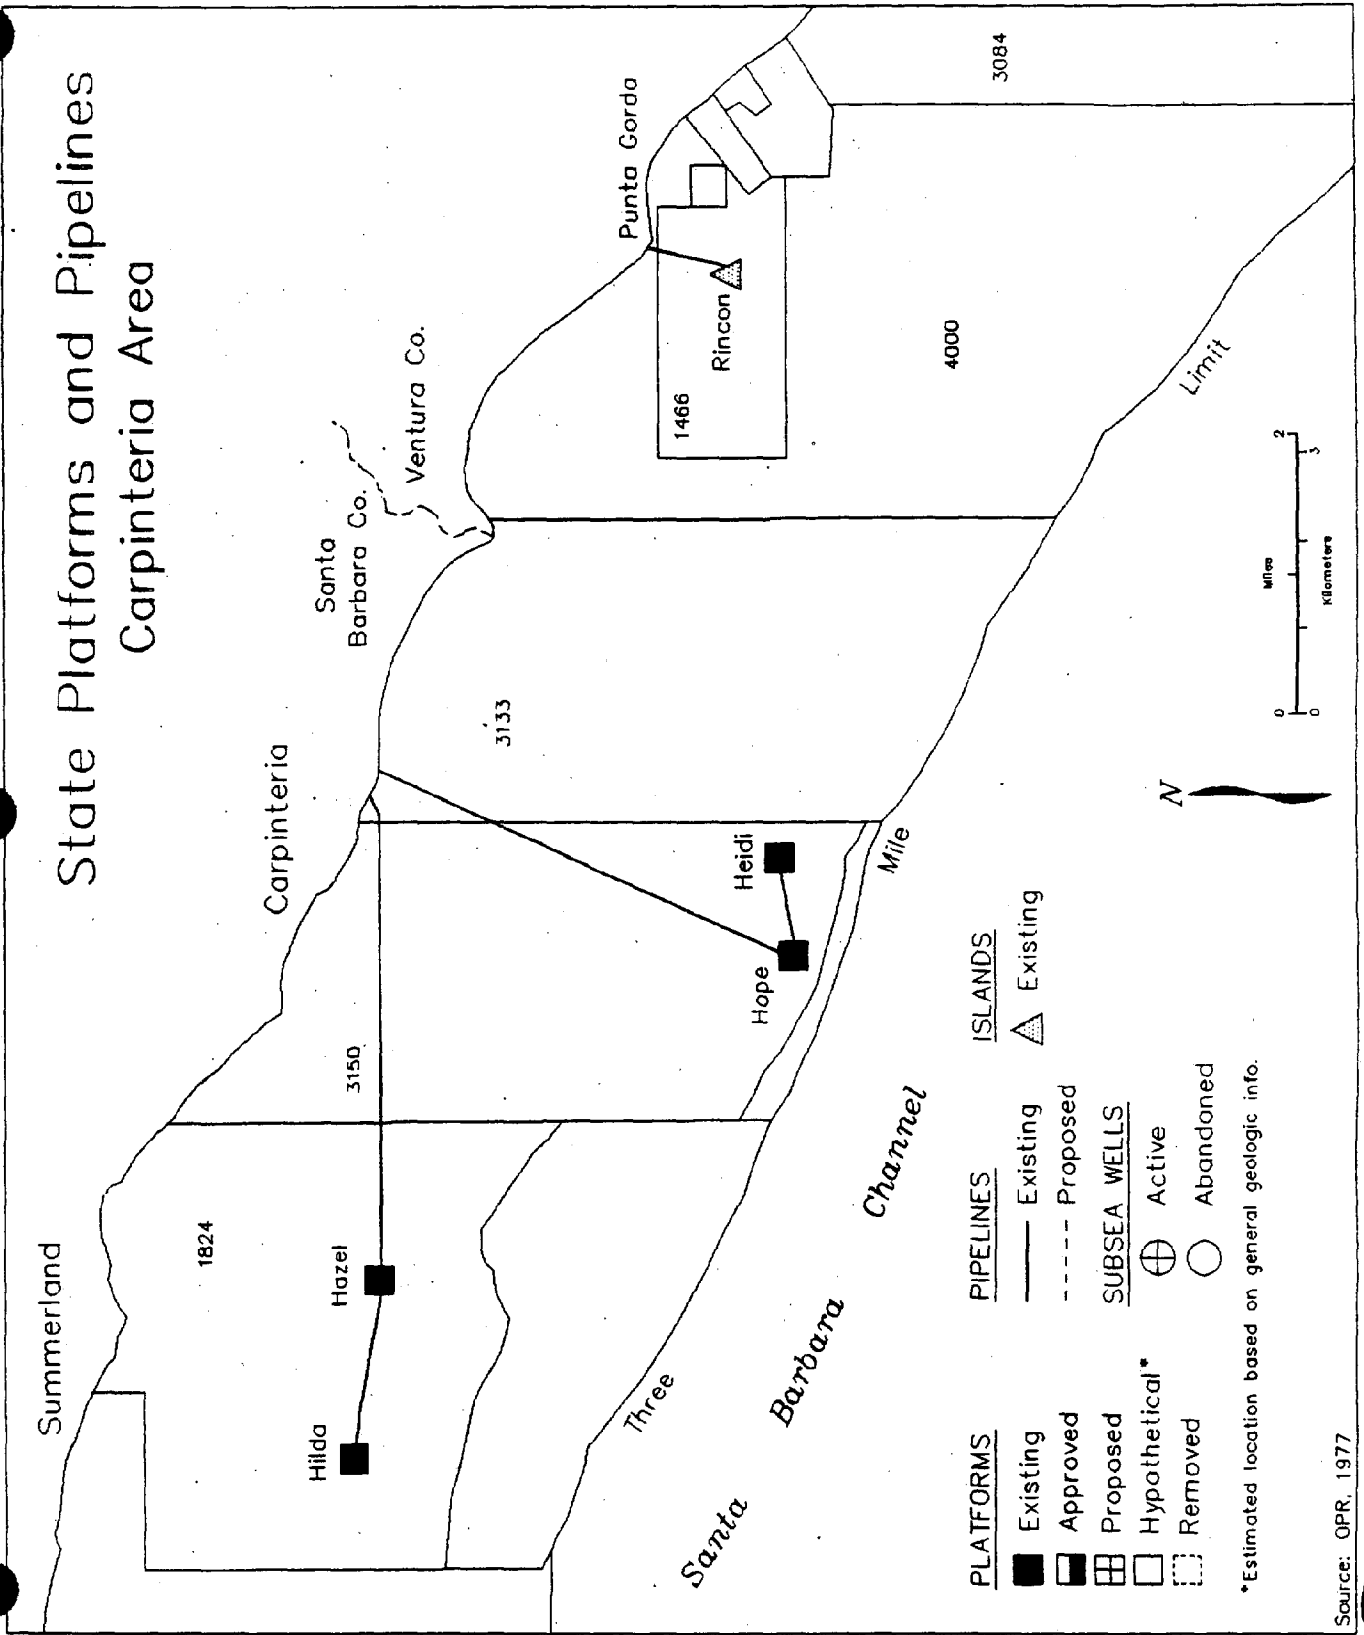 State Platforms and Pipelines
Carpinteria Area
Summerland
Carpinteria
Santa
Barbara Co.
Ventura Co.
Punta Gorda
Hilda
Hazel
1824
3150
3133
Hope
Heidi
1466
Rincon
4000
3084
Three
Mile
Limit
Santa
Barbara
Channel
N
0
2
Miles
0
3
Kilometers
PLATFORMS
Existing
Approved
Proposed
Hypothetical*
Removed
PIPELINES
Existing
Proposed
SUBSEA WELLS
Active
Abandoned
ISLANDS
Existing
*Estimated location based on general geologic info.
Source: OPR, 1977